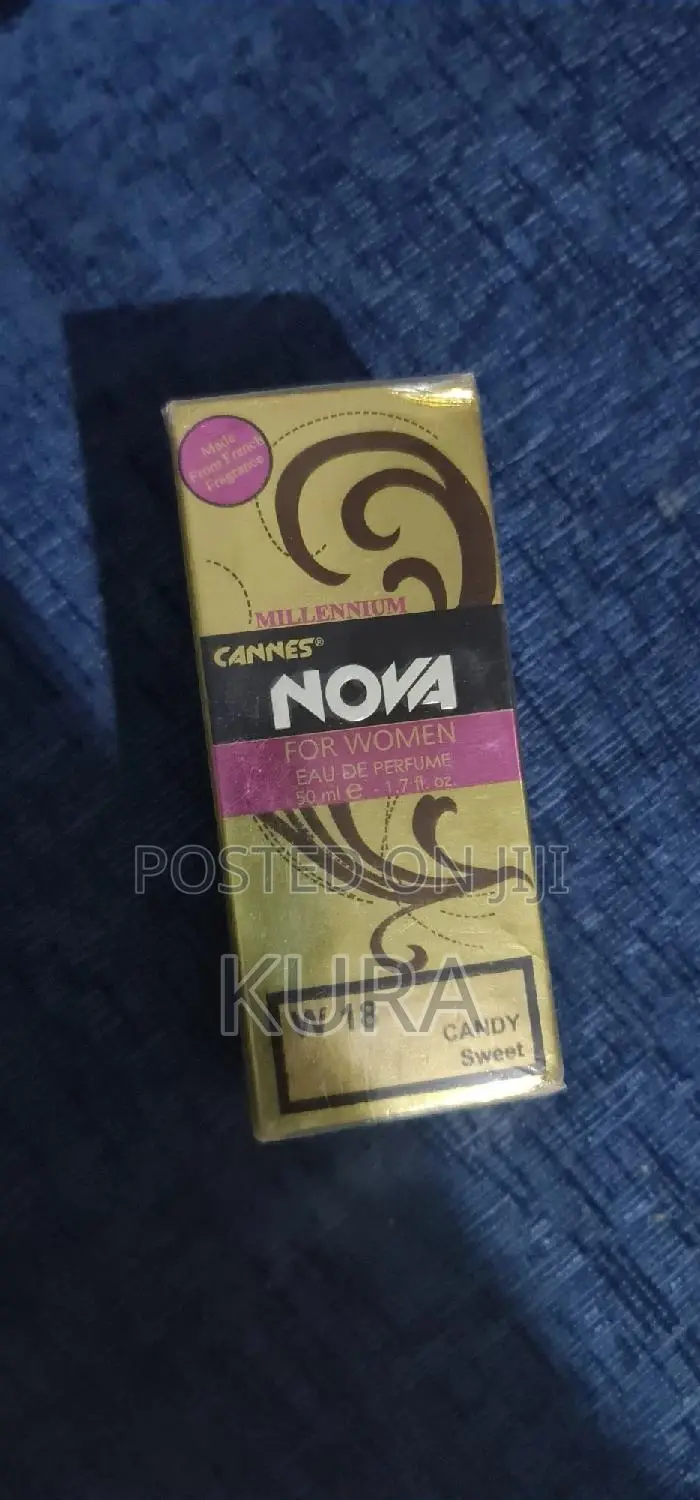 Made
From French
Fragrance
MILLENNIUM
CANNES®
NOVA
FOR WOMEN
EAU DE PERFUME
50 ml e - 1.7 fl. oz
POSTED ON JIJI
KURA
W 18
CANDY
Sweet